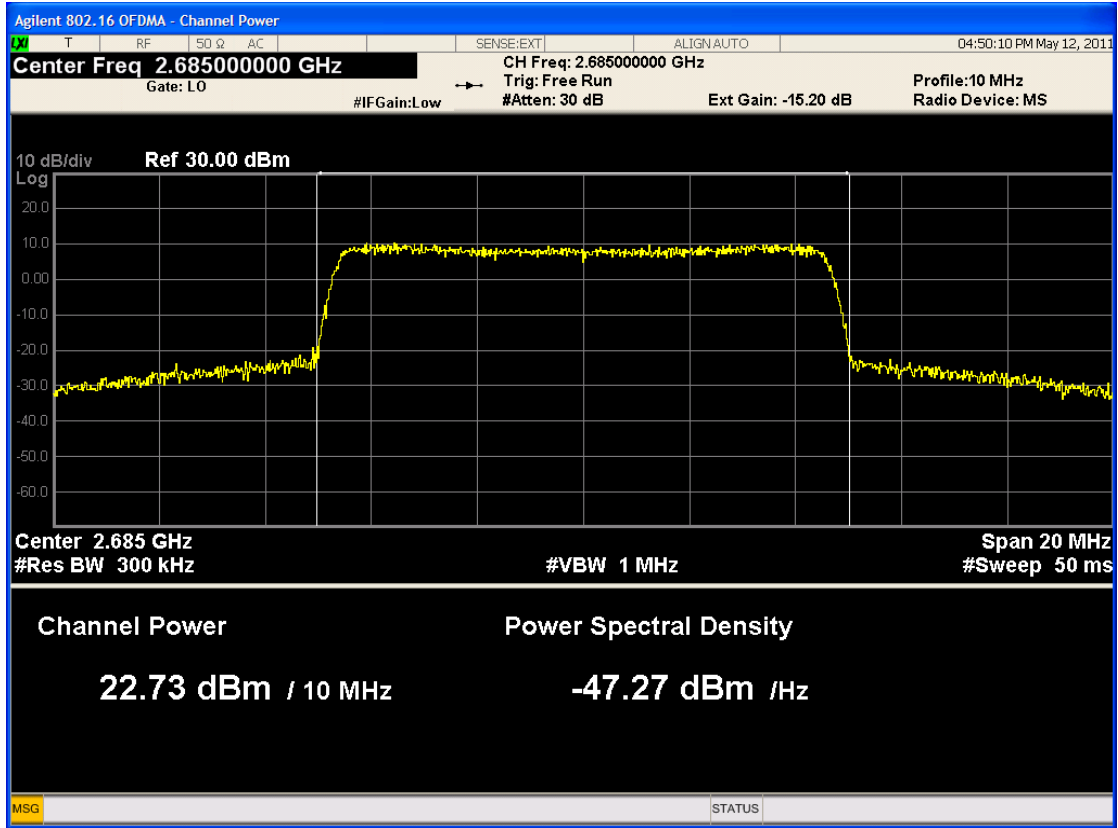 Agilent 802.16 OFDMA - Channel Power
LXI T RF 50 Ω AC SENSE:EXT ALIGN AUTO 04:50:10 PM May 12, 2011
Center Freq 2.685000000 GHz CH Freq: 2.685000000 GHz
Gate: LO Trig: Free Run Profile:10 MHz
#IFGain:Low #Atten: 30 dB Ext Gain: -15.20 dB Radio Device: MS
10 dB/div Ref 30.00 dBm
Log
20.0
10.0
0.00
-10.0
-20.0
-30.0
-40.0
-50.0
-60.0
Center 2.685 GHz Span 20 MHz
#Res BW 300 kHz #VBW 1 MHz #Sweep 50 ms
Channel Power Power Spectral Density
22.73 dBm / 10 MHz -47.27 dBm /Hz
MSG STATUS